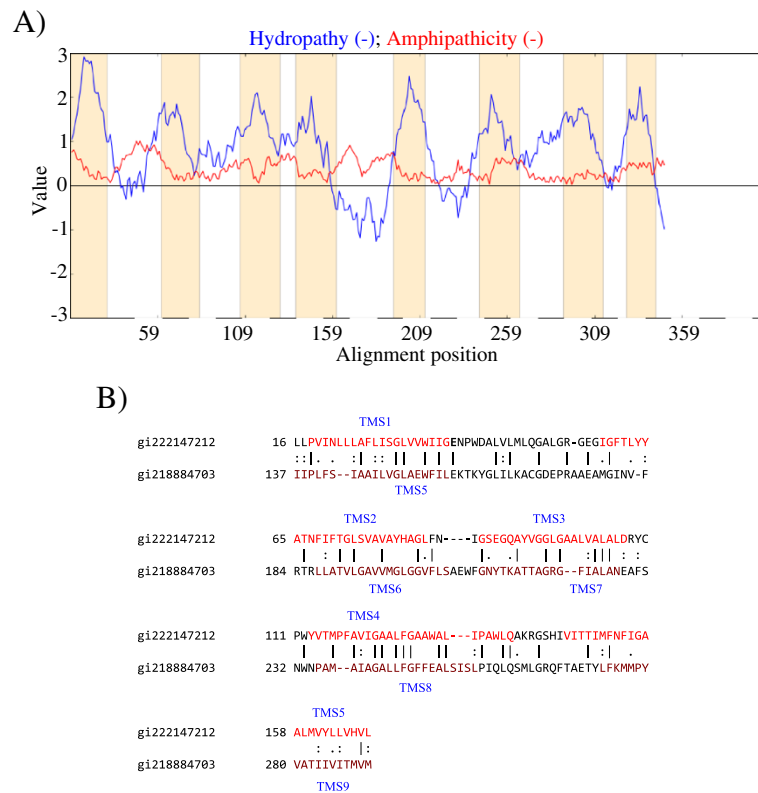 A)
Hydropathy (-); Amphipathicity (-)
3
2
1
0
-1
-2
-3
Value
59 109 159 209 259 309 359
Alignment position
B)
TMS1
gi222147212 16 LLPVINLLLAFLISGLVVWIIGENPWDALVLMLQGALGR-GEGIGFTLYY
::|. . :| :: || | | | |: | | | |.| . :
gi218884703 137 IIPLFS--IAAILVGLAEWFILEKTKYGLILKACGDEPRAAEAMGINV-F
TMS5
TMS2 TMS3
gi222147212 65 ATNFIFTGLSVAVAYHAGLFN----IGSEGQAYVGGLGAALVALALDRYC
| : || | | |.| | |. | | |||| : :
gi218884703 184 RTRLLATVLGAVVMGLGGVFLSAEWFGNYTKATTAGRG--FIALANEAFS
TMS6 TMS7
TMS4
gi222147212 111 PWYVTMPFAVIGAALFGAAWAL---IPAWLQAKRGSHIVITTIMFNFIGA
| | |: || ||| || | ||. | | : .
gi218884703 232 NWNPAM--AIAGALLFGFFEALSISLPIQLQSMLGRQFTAETYLFKMMPY
TMS8
TMS5
gi222147212 158 ALMVYLLVHVL
: .: |:
gi218884703 280 VATIIVITMVM
TMS9